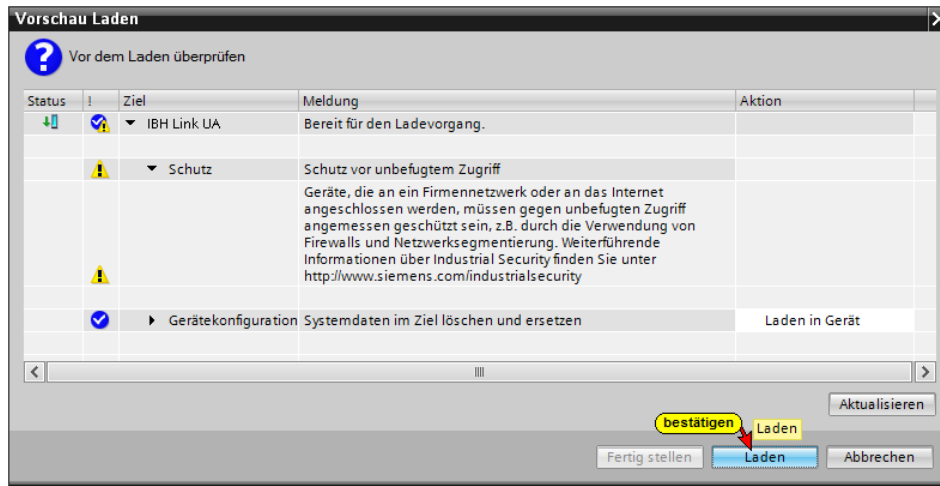 Vorschau Laden
Vor dem Laden überprüfen
Status ! Ziel Meldung Aktion
IBH Link UA Bereit für den Ladevorgang.
Schutz Schutz vor unbefugtem Zugriff
Geräte, die an ein Firmennetzwerk oder an das Internet
angeschlossen werden, müssen gegen unbefugten Zugriff
angemessen geschützt sein, z.B. durch die Verwendung von
Firewalls und Netzwerksegmentierung. Weiterführende
Informationen über Industrial Security finden Sie unter
http://www.siemens.com/industrialsecurity
Gerätekonfiguration Systemdaten im Ziel löschen und ersetzen Laden in Gerät
Aktualisieren
bestätigen Laden
Fertig stellen Laden Abbrechen